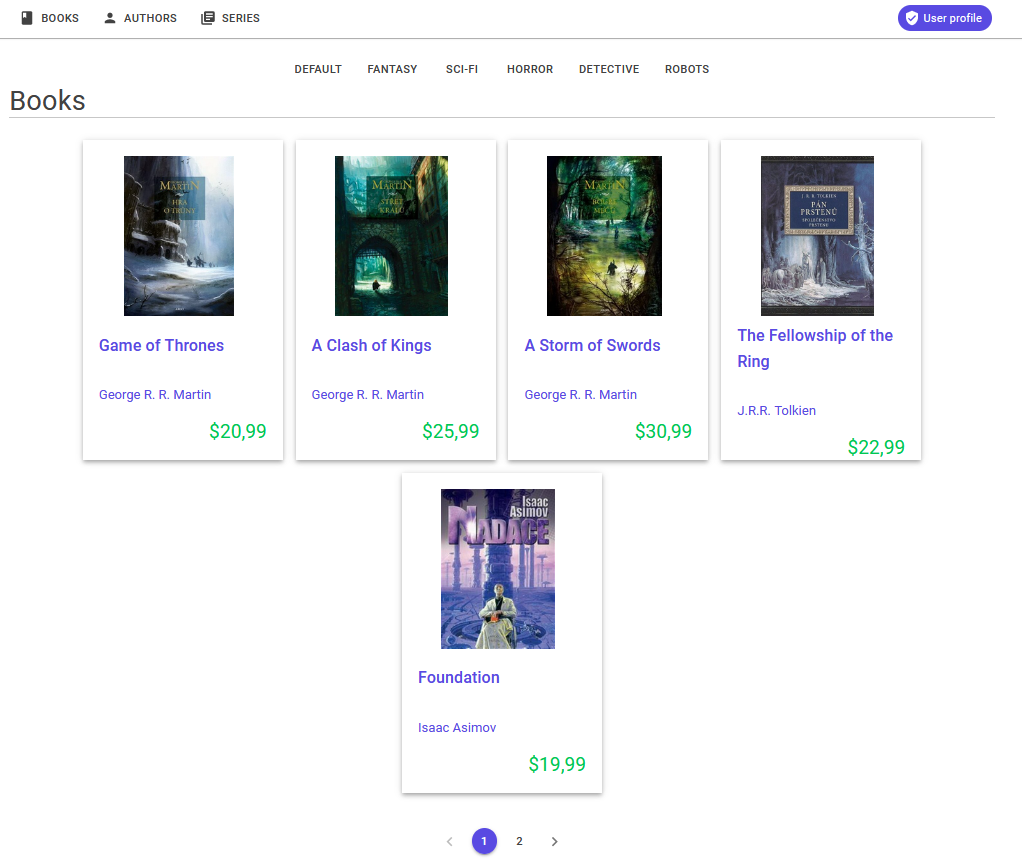 BOOKS AUTHORS SERIES User profile
DEFAULT FANTASY SCI-FI HORROR DETECTIVE ROBOTS
Books
MARTIN
HRA
O TRŮNY
MARTIN
STŘET
KRÁLŮ
MARTIN
BOUŘE
MEČŮ
J. R. R. TOLKIEN
PÁN
PRSTENŮ
SPOLEČENSTVO
PRSTENU
Game of Thrones
George R. R. Martin
$20,99
A Clash of Kings
George R. R. Martin
$25,99
A Storm of Swords
George R. R. Martin
$30,99
The Fellowship of the
Ring
J.R.R. Tolkien
$22,99
Isaac
Asimov
NADACE
Foundation
Isaac Asimov
$19,99
1 2